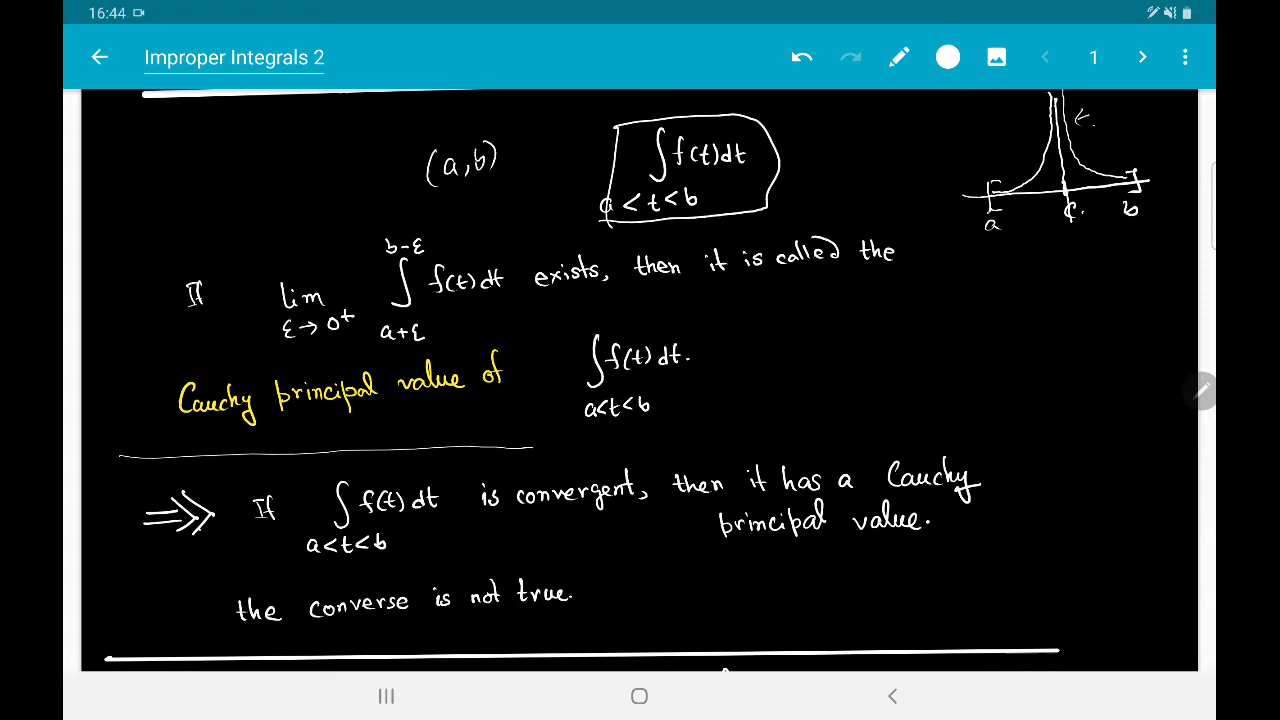 16:44
Improper Integrals 2
1
(a,b)
∫f(t)dt
a < t < b
c.
a
b
If lim ε→0+ ∫ b-ε a+ε f(t)dt exists, then it is called the
Cauchy principal value of ∫f(t)dt.
a<t<b
⇒ If ∫f(t)dt is convergent, then it has a Cauchy
a<t<b
principal value.
the converse is not true.